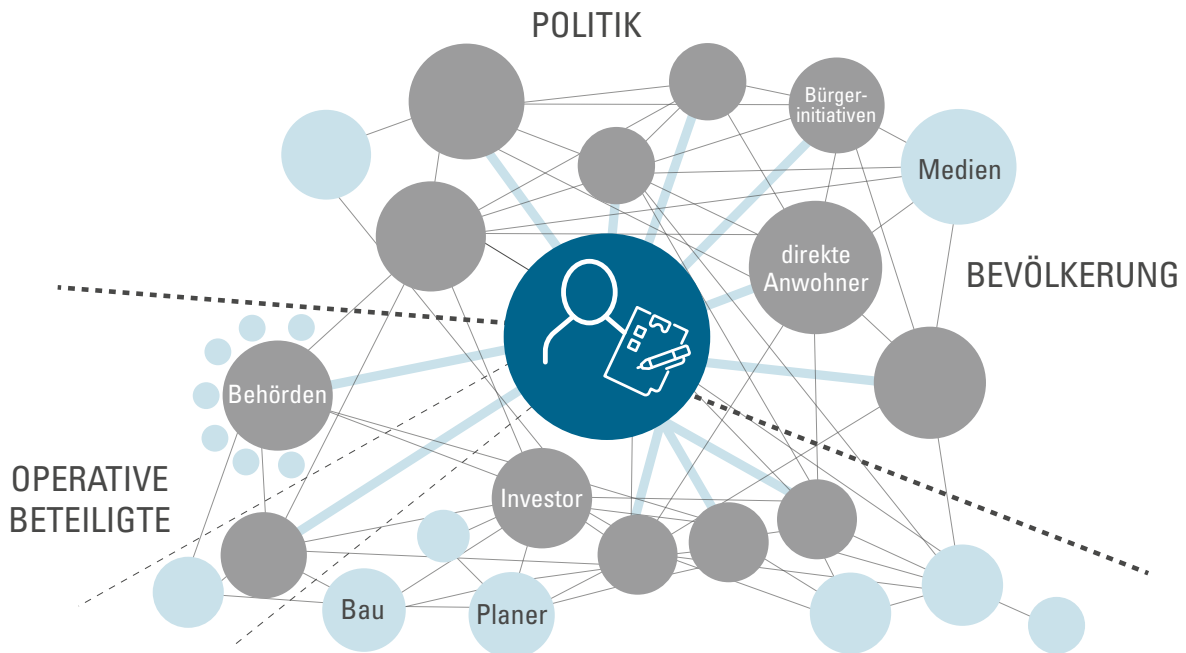 POLITIK
Bürger-
initiativen
Medien
direkte
Anwohner
BEVÖLKERUNG
Behörden
OPERATIVE
BETEILIGTE
Investor
Bau
Planer